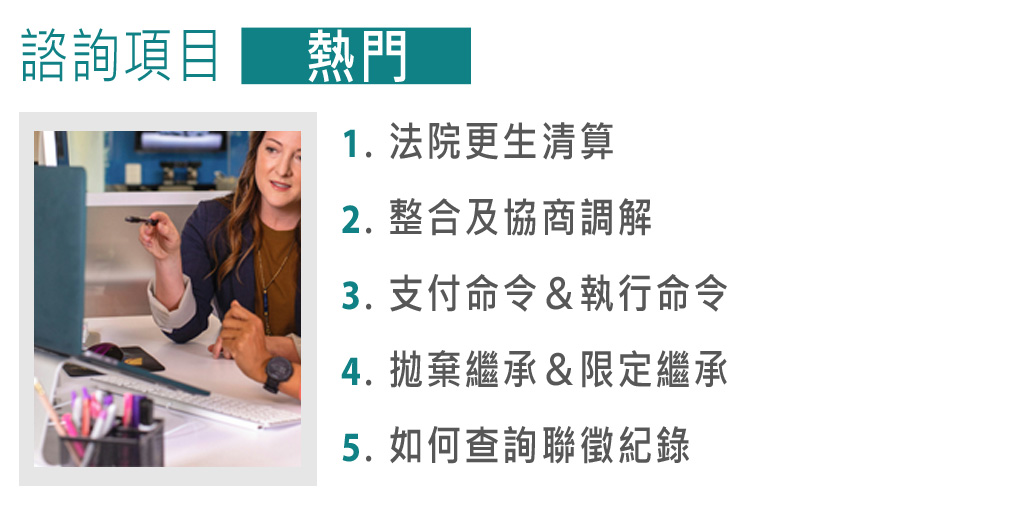 諮詢項目 熱門
1. 法院更生清算
2. 整合及協商調解
3. 支付命令＆執行命令
4. 拋棄繼承＆限定繼承
5. 如何查詢聯徵紀錄